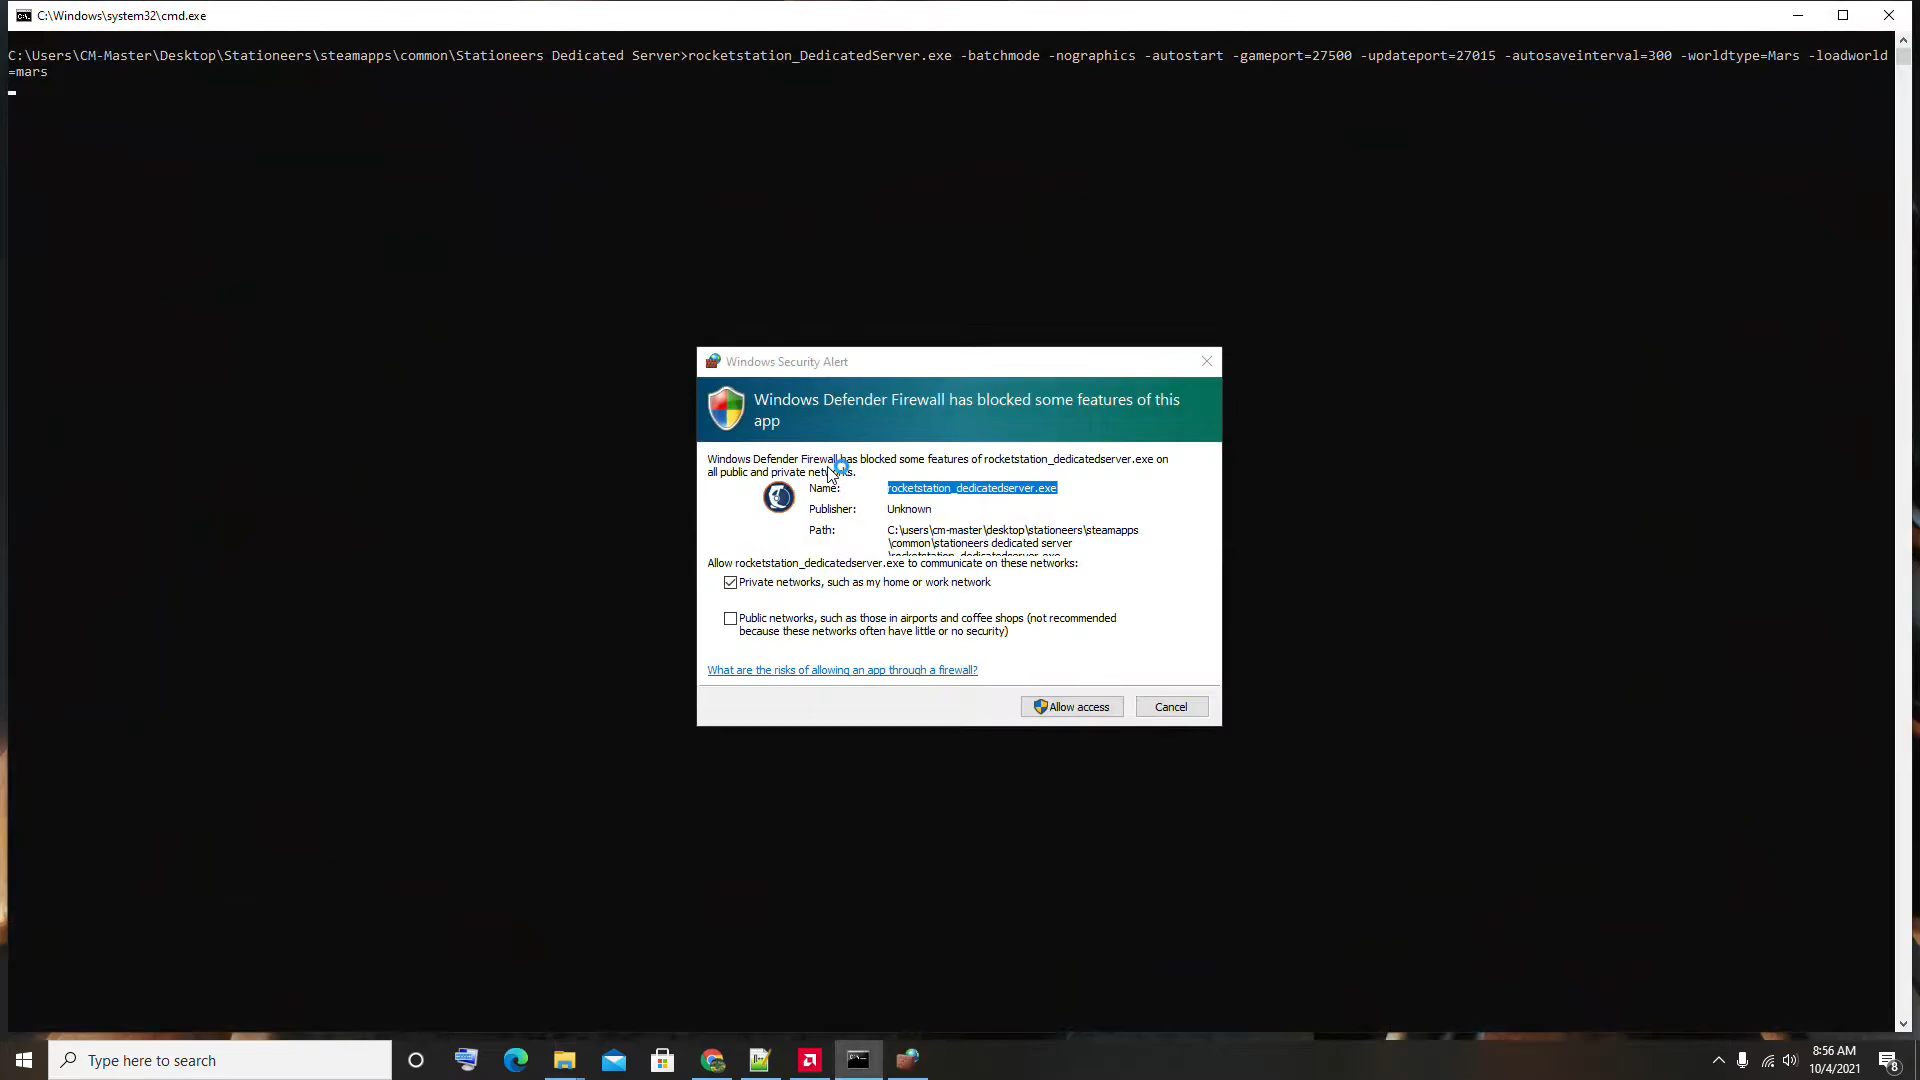 C:\Windows\system32\cmd.exe
C:\Users\CM-Master\Desktop\Stationeers\steamapps\common\Stationeers Dedicated Server>rocketstation_DedicatedServer.exe -batchmode -nographics -autostart -gameport=27500 -updateport=27015 -autosaveinterval=300 -worldtype=Mars -loadworld
=mars
Windows Security Alert
Windows Defender Firewall has blocked some features of this
app
Windows Defender Firewall has blocked some features of rocketstation_dedicatedserver.exe on
all public and private networks.
Name: rocketstation_dedicatedserver.exe
Publisher: Unknown
Path: C:\users\cm-master\desktop\stationeers\steamapps
\common\stationeers dedicated server
\rocketstation_dedicatedserver.exe
Allow rocketstation_dedicatedserver.exe to communicate on these networks:
Private networks, such as my home or work network
Public networks, such as those in airports and coffee shops (not recommended
because these networks often have little or no security)
What are the risks of allowing an app through a firewall?
Allow access
Cancel
Type here to search
8:56 AM
10/4/2021
8